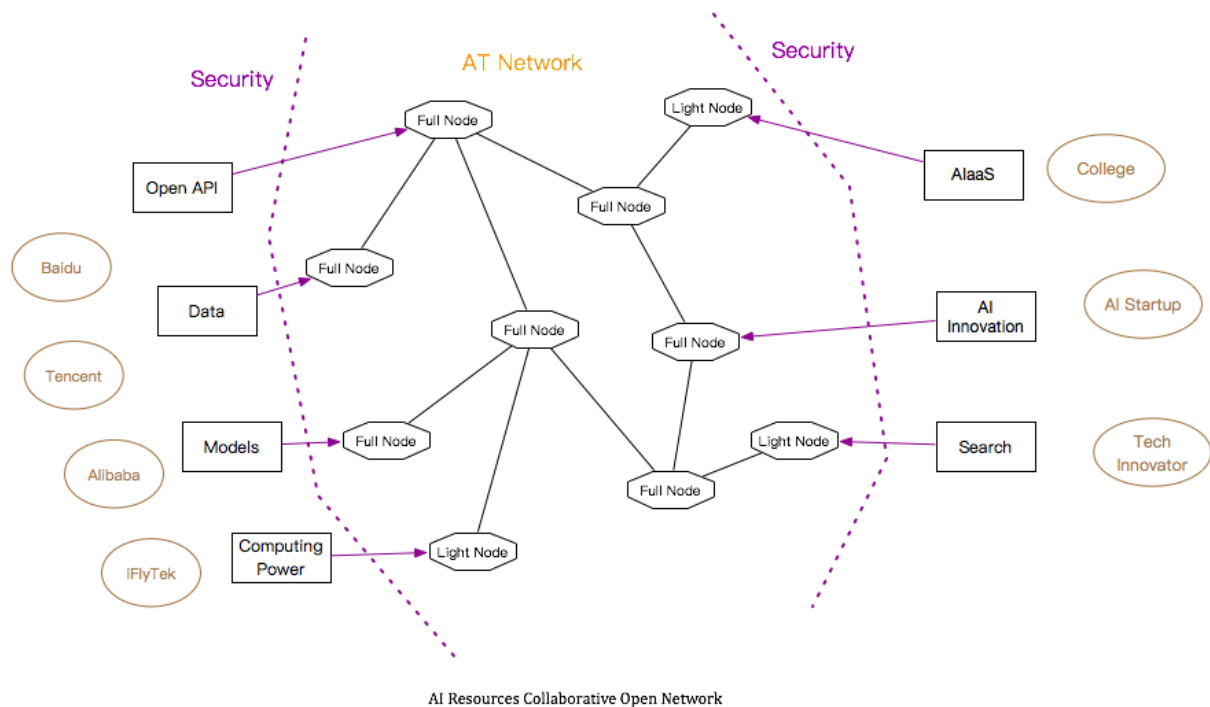 AT Network
Security
Security
Full Node
Light Node
Open API
AIaaS
College
Full Node
Baidu
Full Node
Data
AI
Innovation
AI Startup
Full Node
Full Node
Tencent
Models
Full Node
Light Node
Search
Tech
Innovator
Alibaba
Full Node
Computing
Power
Light Node
iFlyTek
AI Resources Collaborative Open Network